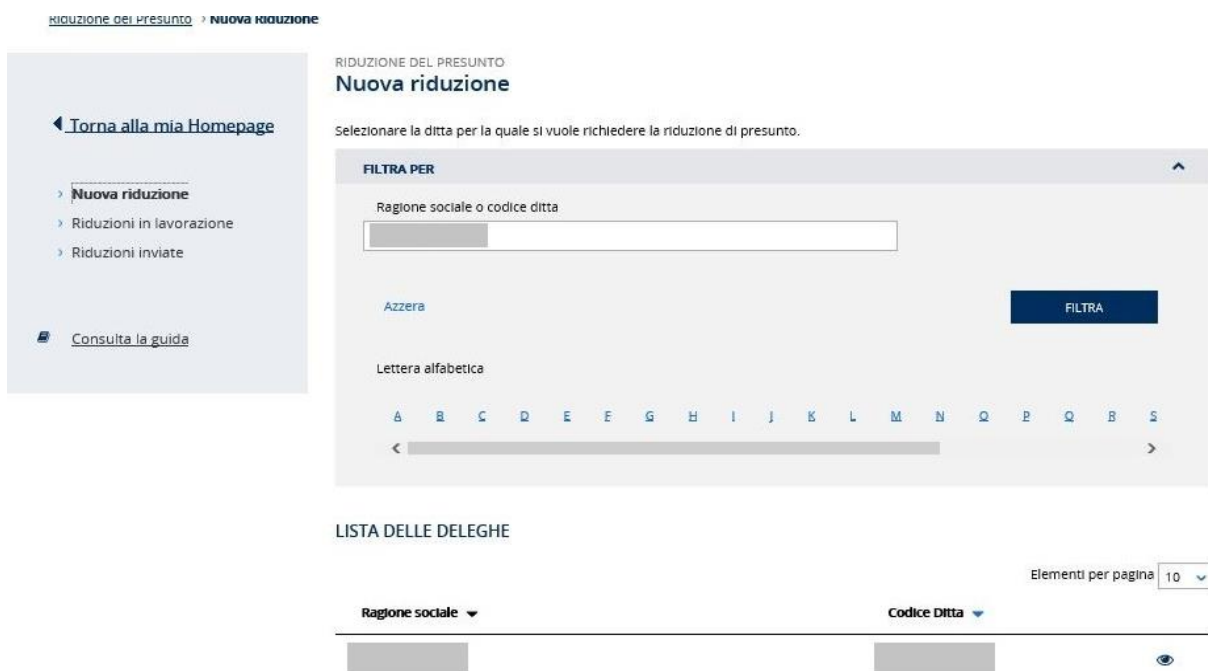 Riduzione del Presunto › Nuova Riduzione
RIDUZIONE DEL PRESUNTO
Nuova riduzione
Torna alla mia Homepage
Selezionare la ditta per la quale si vuole richiedere la riduzione di presunto.
FILTRA PER
Nuova riduzione
Riduzioni in lavorazione
Riduzioni inviate
Consulta la guida
Ragione sociale o codice ditta
Azzera
FILTRA
Lettera alfabetica
A B C D E F G H I J K L M N O P Q R S
LISTA DELLE DELEGHE
Elementi per pagina 10
Ragione sociale Codice Ditta